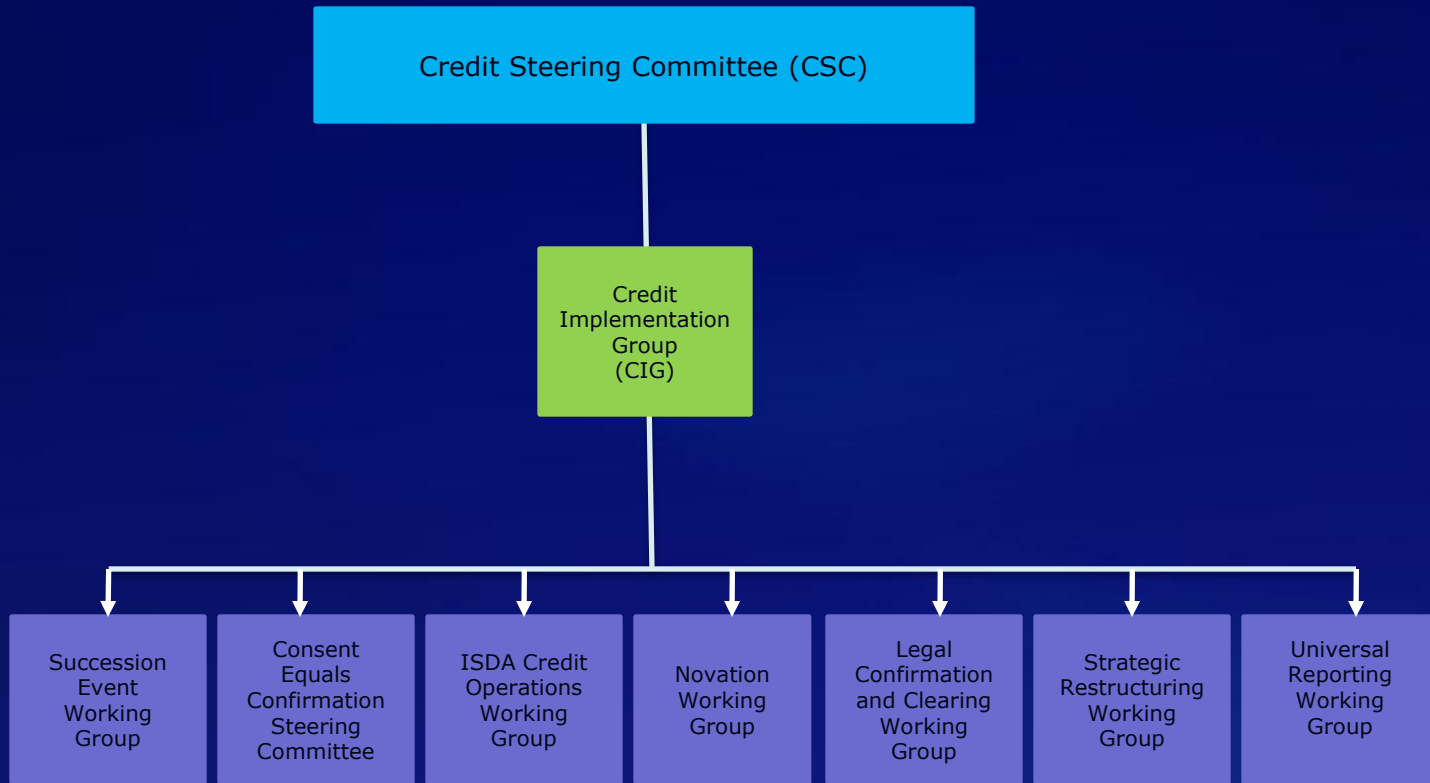 Credit Steering Committee (CSC)
Credit
Implementation
Group
(CIG)
Succession
Event
Working
Group
Consent
Equals
Confirmation
Steering
Committee
ISDA Credit
Operations
Working
Group
Novation
Working
Group
Legal
Confirmation
and Clearing
Working
Group
Strategic
Restructuring
Working
Group
Universal
Reporting
Working
Group